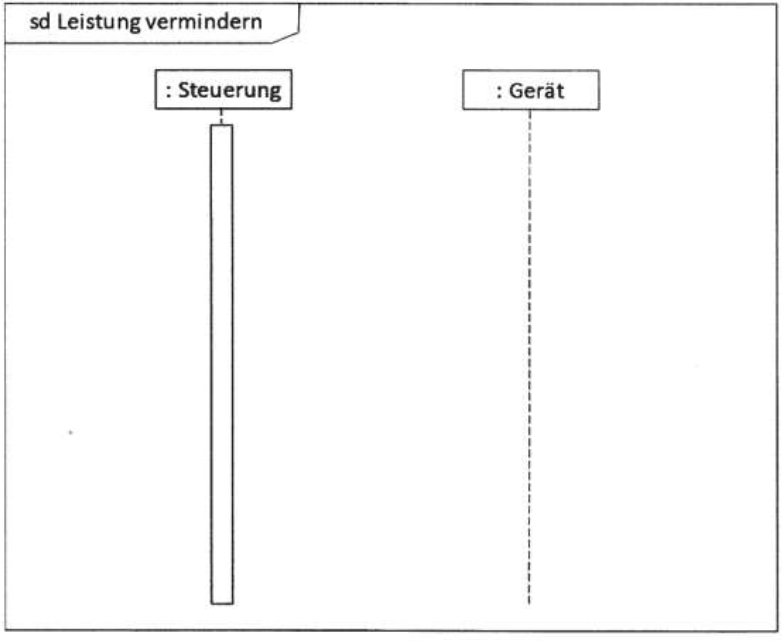 sd Leistung vermindern
: Steuerung
: Gerät